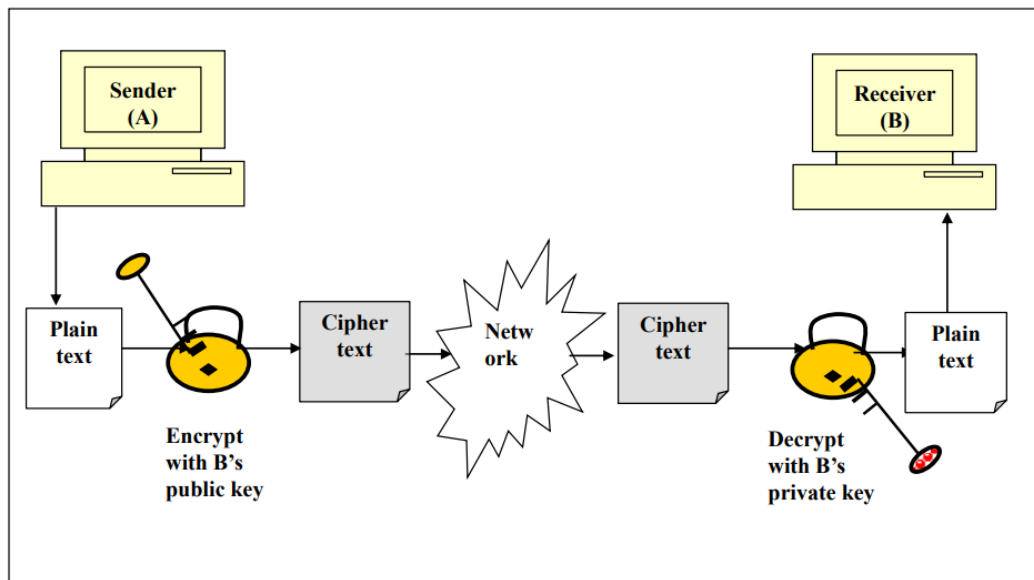 Sender
(A)
Receiver
(B)
Plain
text
Cipher
text
Netw
ork
Cipher
text
Plain
text
Encrypt
with B’s
public key
Decrypt
with B’s
private key